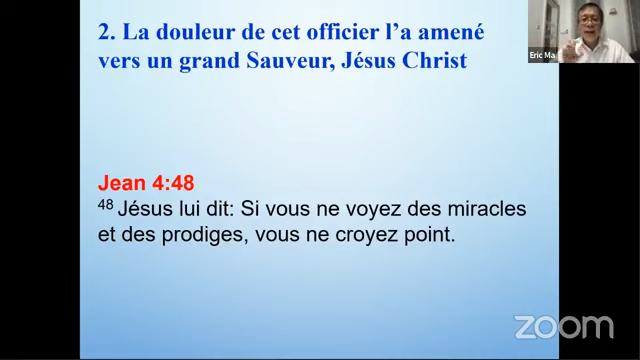 2. La douleur de cet officier l’a amené
vers un grand Sauveur, Jésus Christ
Eric Ma
Jean 4:48
48 Jésus lui dit: Si vous ne voyez des miracles
et des prodiges, vous ne croyez point.
zoom